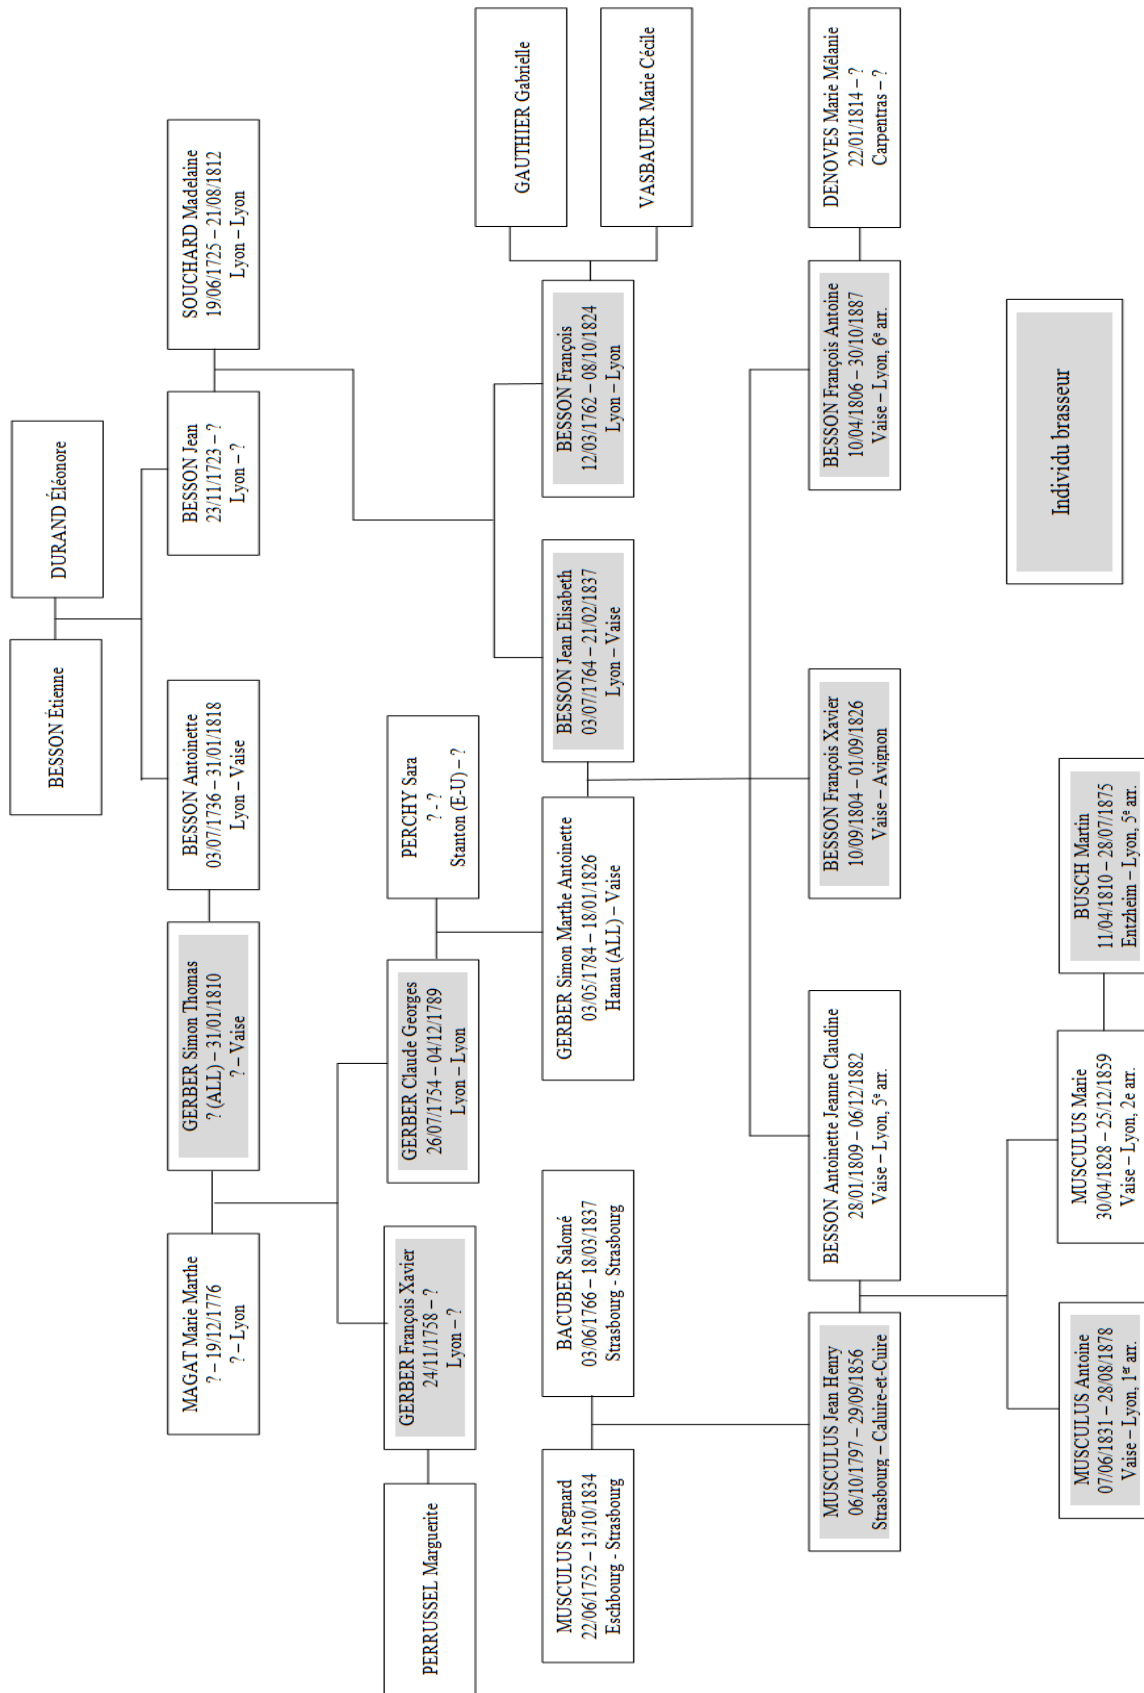 BESSON Étienne
DURAND Éléonore
MAGAT Marie Marthe
? – 19/12/1776
? – Lyon
GERBER Simon Thomas
? (ALL) – 31/01/1810
? – Vaise
BESSON Antoinette
03/07/1736 – 31/01/1818
Lyon – Vaise
BESSON Jean
23/11/1723 – ?
Lyon – ?
SOUCHARD Madelaine
19/06/1725 – 21/08/1812
Lyon – Lyon
PERRUSSEL Marguerite
GERBER François Xavier
24/11/1758 – ?
Lyon – ?
GERBER Claude Georges
26/07/1754 – 04/12/1789
Lyon – Lyon
PERCHY Sara
? - ?
Stanton (E-U) – ?
GAUTHIER Gabrielle
VASBAUER Marie Cécile
MUSCULUS Regnard
22/06/1752 – 13/10/1834
Eschbourg - Strasbourg
BACUBER Salomé
03/06/1766 – 18/03/1837
Strasbourg - Strasbourg
GERBER Simon Marthe Antoinette
03/05/1784 – 18/01/1826
Hanau (ALL) – Vaise
BESSON Jean Elisabeth
03/07/1764 – 21/02/1837
Lyon – Vaise
BESSON François
12/03/1762 – 08/10/1824
Lyon – Lyon
MUSCULUS Jean Henry
06/10/1797 – 29/09/1856
Strasbourg – Caluire-et-Cuire
BESSON Antoinette Jeanne Claudine
28/01/1809 – 06/12/1882
Vaise – Lyon, 5e arr.
BESSON François Xavier
10/09/1804 – 01/09/1826
Vaise – Avignon
BESSON François Antoine
10/04/1806 – 30/10/1887
Vaise – Lyon, 6e arr.
DENOVES Marie Mélanie
22/01/1814 – ?
Carpentras – ?
MUSCULUS Antoine
07/06/1831 – 28/08/1878
Vaise – Lyon, 1er arr.
MUSCULUS Marie
30/04/1828 – 25/12/1859
Vaise – Lyon, 2e arr.
BUSCH Martin
11/04/1810 – 28/07/1875
Entzheim – Lyon, 5e arr.
Individu brasseur